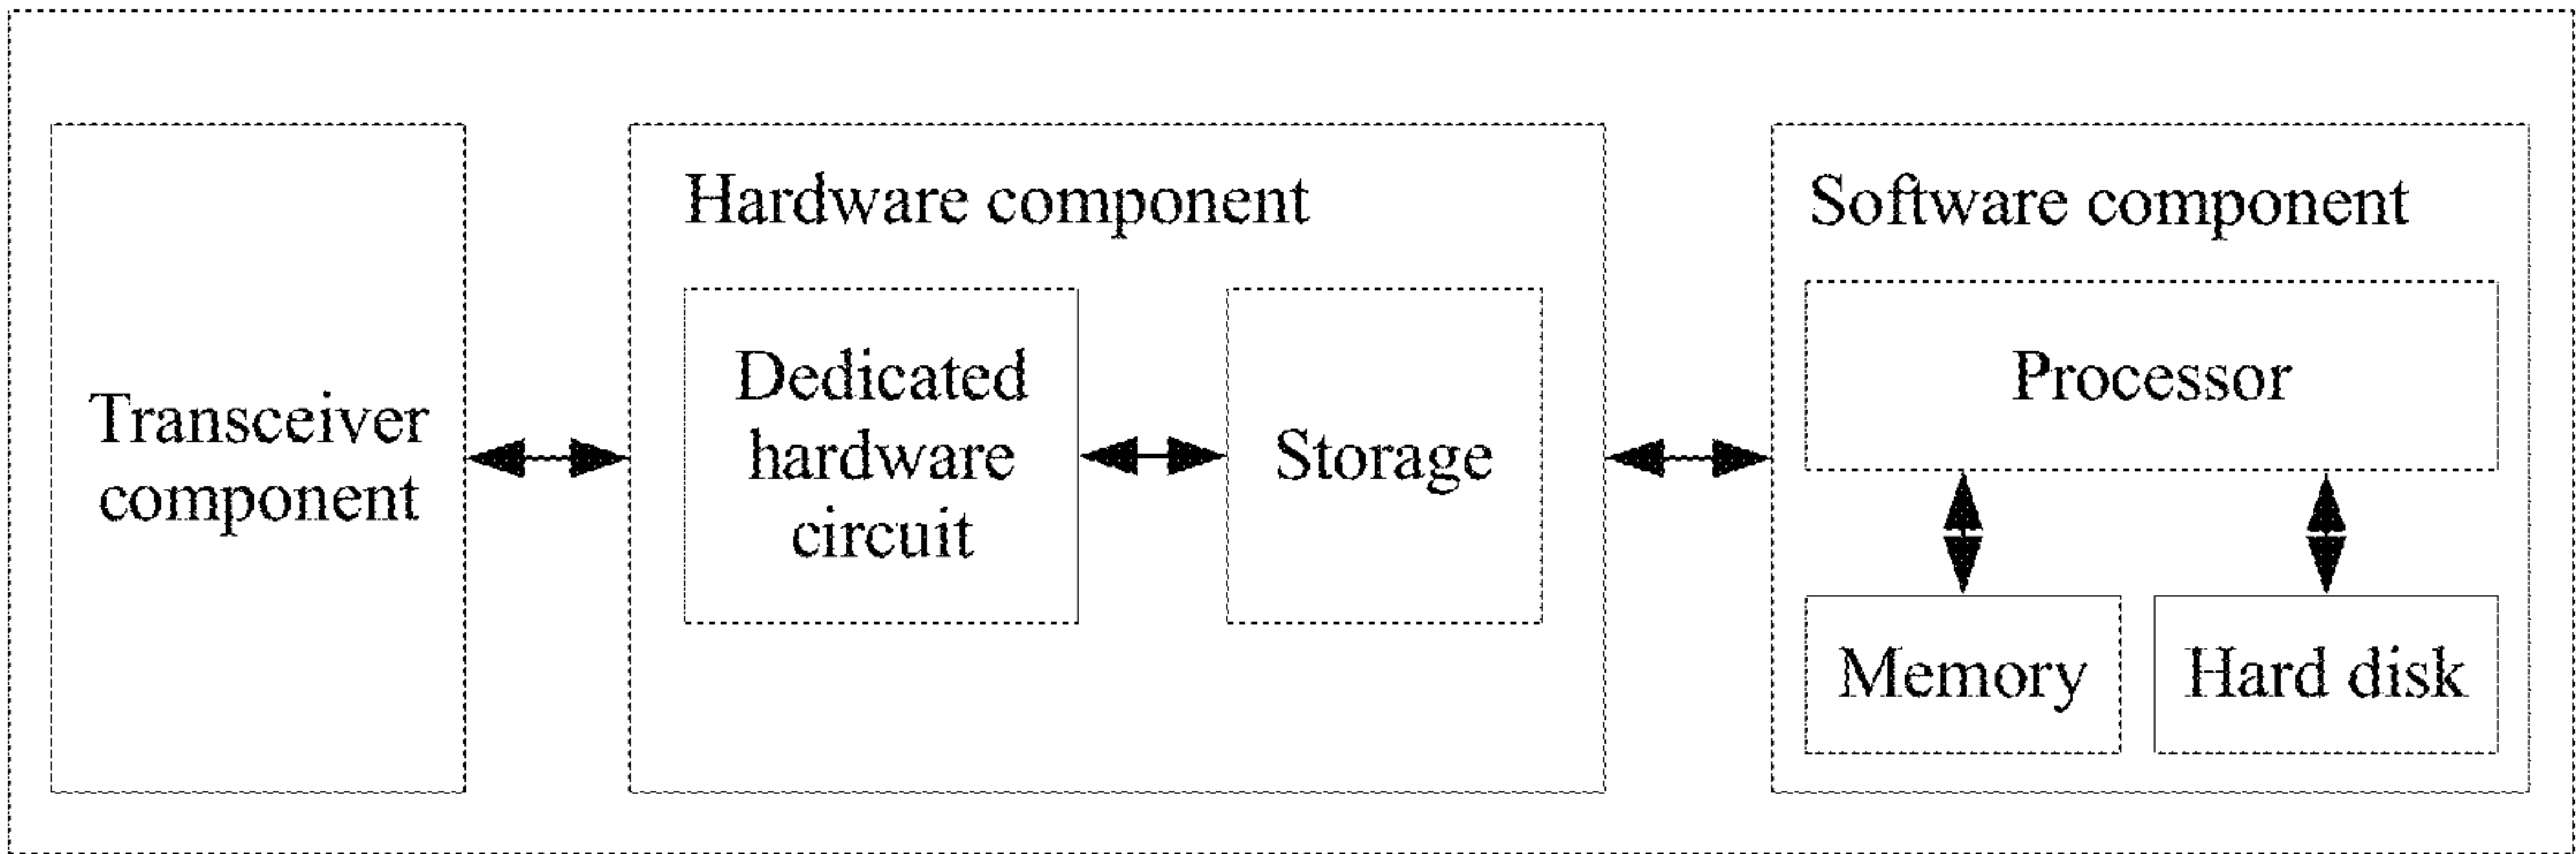 Transceiver
component
Hardware component
Dedicated
hardware
circuit
Storage
Software component
Processor
Memory
Hard disk